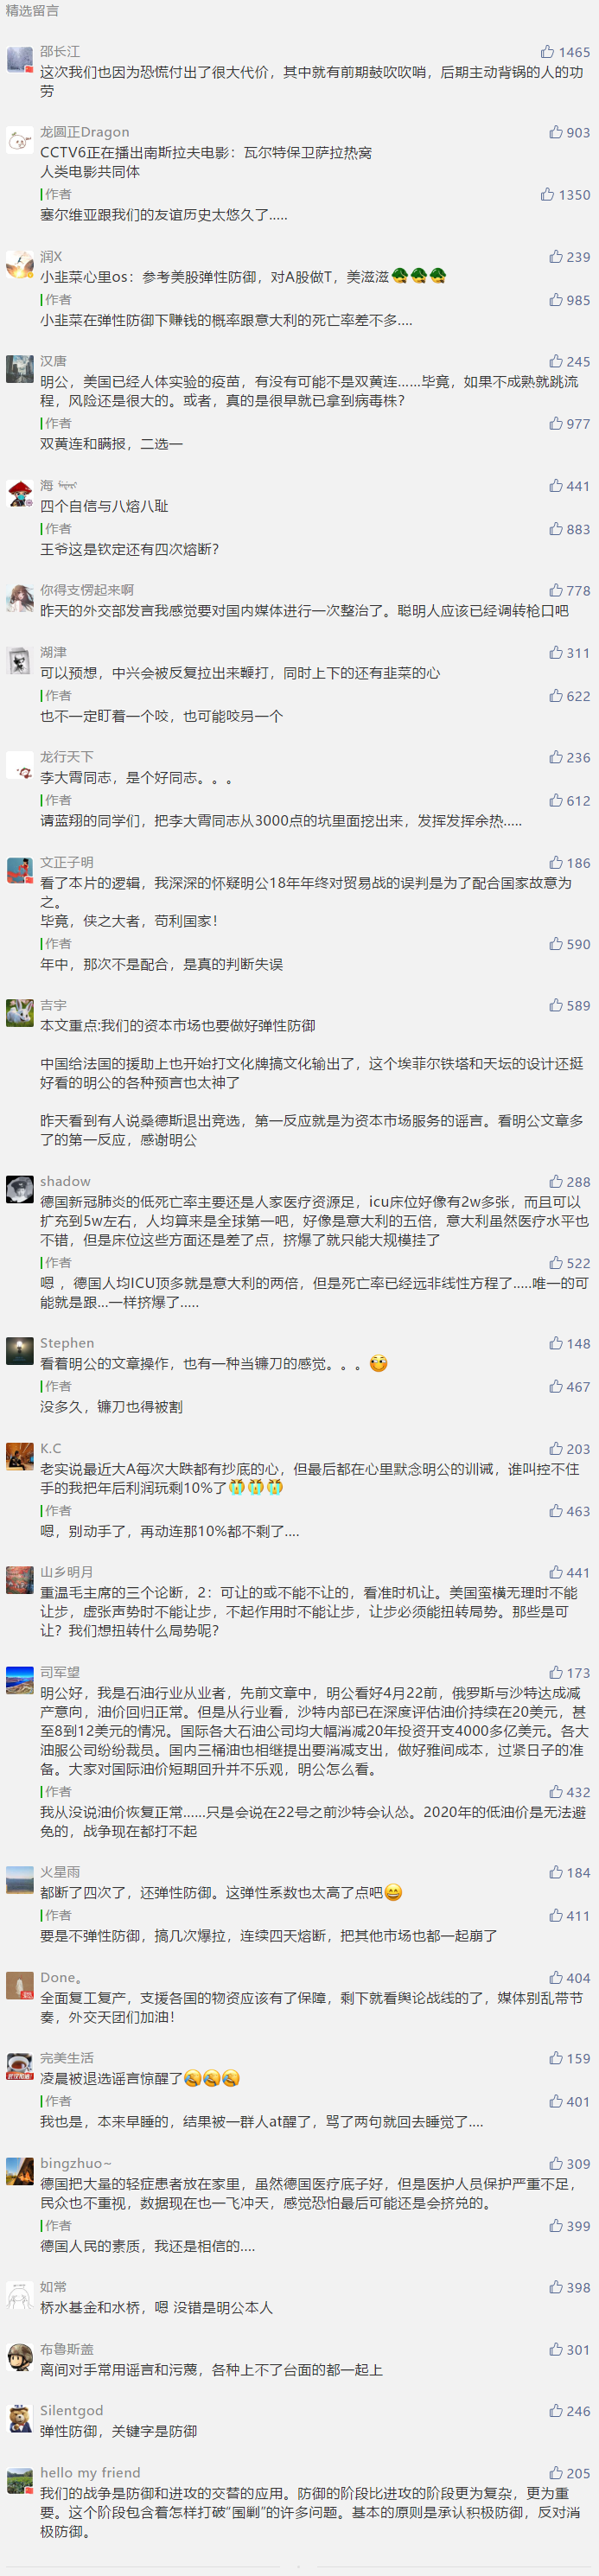 精选留言
邵长江
1465
这次我们也因为恐慌付出了很大代价，其中就有前期鼓吹吹哨，后期主动背锅的人的功
劳
龙圆正Dragon
903
CCTV6正在播出南斯拉夫电影：瓦尔特保卫萨拉热窝
人类电影共同体
作者
1350
塞尔维亚跟我们的友谊历史太悠久了.....
润X
239
小韭菜心里os：参考美股弹性防御，对A股做T，美滋滋
作者
985
小韭菜在弹性防御下赚钱的概率跟意大利的死亡率差不多....
汉唐
245
明公，美国已经人体实验的疫苗，有没有可能不是双黄连......毕竟，如果不成熟就跳流
程，风险还是很大的。或者，真的是很早就已拿到病毒株？
作者
977
双黄连和瞒报，二选一
海
441
四个自信与八熔八耻
作者
883
王爷这是钦定还有四次熔断？
你得支愣起来啊
778
昨天的外交部发言我感觉要对国内媒体进行一次整治了。聪明人应该已经调转枪口吧
湖津
311
可以预想，中兴会被反复拉出来鞭打，同时上下的还有韭菜的心
作者
622
也不一定盯着一个咬，也可能咬另一个
龙行天下
236
李大霄同志，是个好同志。。。
作者
612
请蓝翔的同学们，把李大霄同志从3000点的坑里面挖出来，发挥发挥余热.....
文正子明
186
看了本片的逻辑，我深深的怀疑明公18年年终对贸易战的误判是为了配合国家故意为
之。
毕竟，侠之大者，苟利国家！
作者
590
年中，那次不是配合，是真的判断失误
吉宇
589
本文重点:我们的资本市场也要做好弹性防御
中国给法国的援助上也开始打文化牌搞文化输出了，这个埃菲尔铁塔和天坛的设计还挺
好看的明公的各种预言也太神了
昨天看到有人说桑德斯退出竞选，第一反应就是为资本市场服务的谣言。看明公文章多
了的第一反应，感谢明公
shadow
288
德国新冠肺炎的低死亡率主要还是人家医疗资源足，icu床位好像有2w多张，而且可以
扩充到5w左右，人均算来是全球第一吧，好像是意大利的五倍，意大利虽然医疗水平也
不错，但是床位这些方面还是差了点，挤爆了就只能大规模挂了
作者
522
嗯 ，德国人均ICU顶多就是意大利的两倍，但是死亡率已经远非线性方程了.....唯一的可
能就是跟...一样挤爆了.....
Stephen
148
看着明公的文章操作，也有一种当镰刀的感觉。。。
作者
467
没多久，镰刀也得被割
K.C
203
老实说最近大A每次大跌都有抄底的心，但最后都在心里默念明公的训诫，谁叫控不住
手的我把年后利润玩剩10%了
作者
463
嗯，别动手了，再动连那10%都不剩了....
山乡明月
441
重温毛主席的三个论断，2：可让的或不能不让的，看准时机让。美国蛮横无理时不能
让步，虚张声势时不能让步，不起作用时不能让步，让步必须能扭转局势。那些是可
让？我们想扭转什么局势呢？
司军望
173
明公好，我是石油行业从业者，先前文章中，明公看好4月22前，俄罗斯与沙特达成减
产意向，油价回归正常。但是从行业看，沙特内部已在深度评估油价持续在20美元，甚
至8到12美元的情况。国际各大石油公司均大幅消减20年投资开支4000多亿美元。各大
油服公司纷纷裁员。国内三桶油也相继提出要消减支出，做好雅间成本，过紧日子的准
备。大家对国际油价短期回升并不乐观，明公怎么看。
作者
432
我从没说油价恢复正常......只是会说在22号之前沙特会认怂。2020年的低油价是无法避
免的，战争现在都打不起
火星雨
184
都断了四次了，还弹性防御。这弹性系数也太高了点吧
作者
411
要是不弹性防御，搞几次爆拉，连续四天熔断，把其他市场也都一起崩了
Done。
404
全面复工复产，支援各国的物资应该有了保障，剩下就看舆论战线的了，媒体别乱带节
奏，外交天团们加油！
完美生活
159
凌晨被退选谣言惊醒了
作者
401
我也是，本来早睡的，结果被一群人at醒了，骂了两句就回去睡觉了....
bingzhuo~
309
德国把大量的轻症患者放在家里，虽然德国医疗底子好，但是医护人员保护严重不足，
民众也不重视，数据现在也一飞冲天，感觉恐怕最后可能还是会挤兑的。
作者
399
德国人民的素质，我还是相信的....
如常
398
桥水基金和水桥，嗯 没错是明公本人
布鲁斯盖
301
离间对手常用谣言和污蔑，各种上不了台面的都一起上
Silentgod
246
弹性防御，关键字是防御
hello my friend
205
我们的战争是防御和进攻的交替的应用。防御的阶段比进攻的阶段更为复杂，更为重
要。这个阶段包含着怎样打破“围剿”的许多问题。基本的原则是承认积极防御，反对消
极防御。